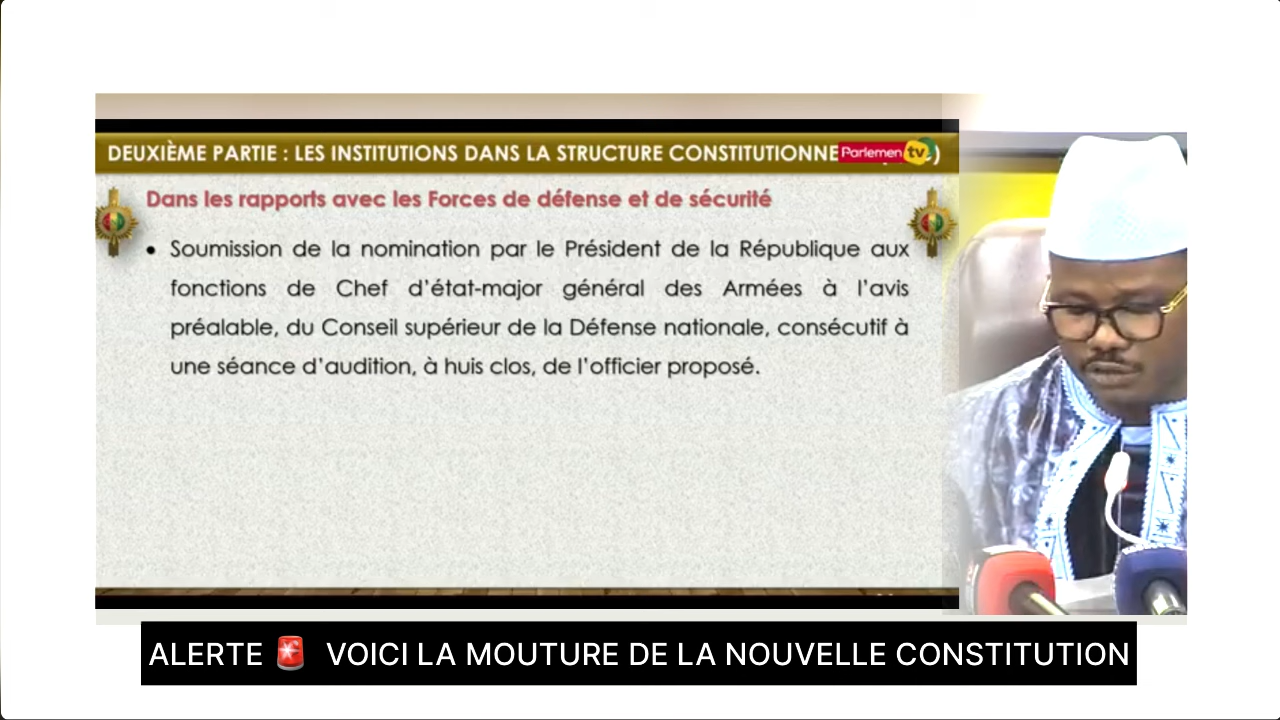 DEUXIÈME PARTIE : LES INSTITUTIONS DANS LA STRUCTURE CONSTITUTIONNE
Parlemen tv
Dans les rapports avec les Forces de défense et de sécurité
• Soumission de la nomination par le Président de la République aux
fonctions de Chef d'état-major général des Armées à l'avis
préalable, du Conseil supérieur de la Défense nationale, consécutif à
une séance d'audition, à huis clos, de l'officier proposé.
ALERTE 🚨 VOICI LA MOUTURE DE LA NOUVELLE CONSTITUTION